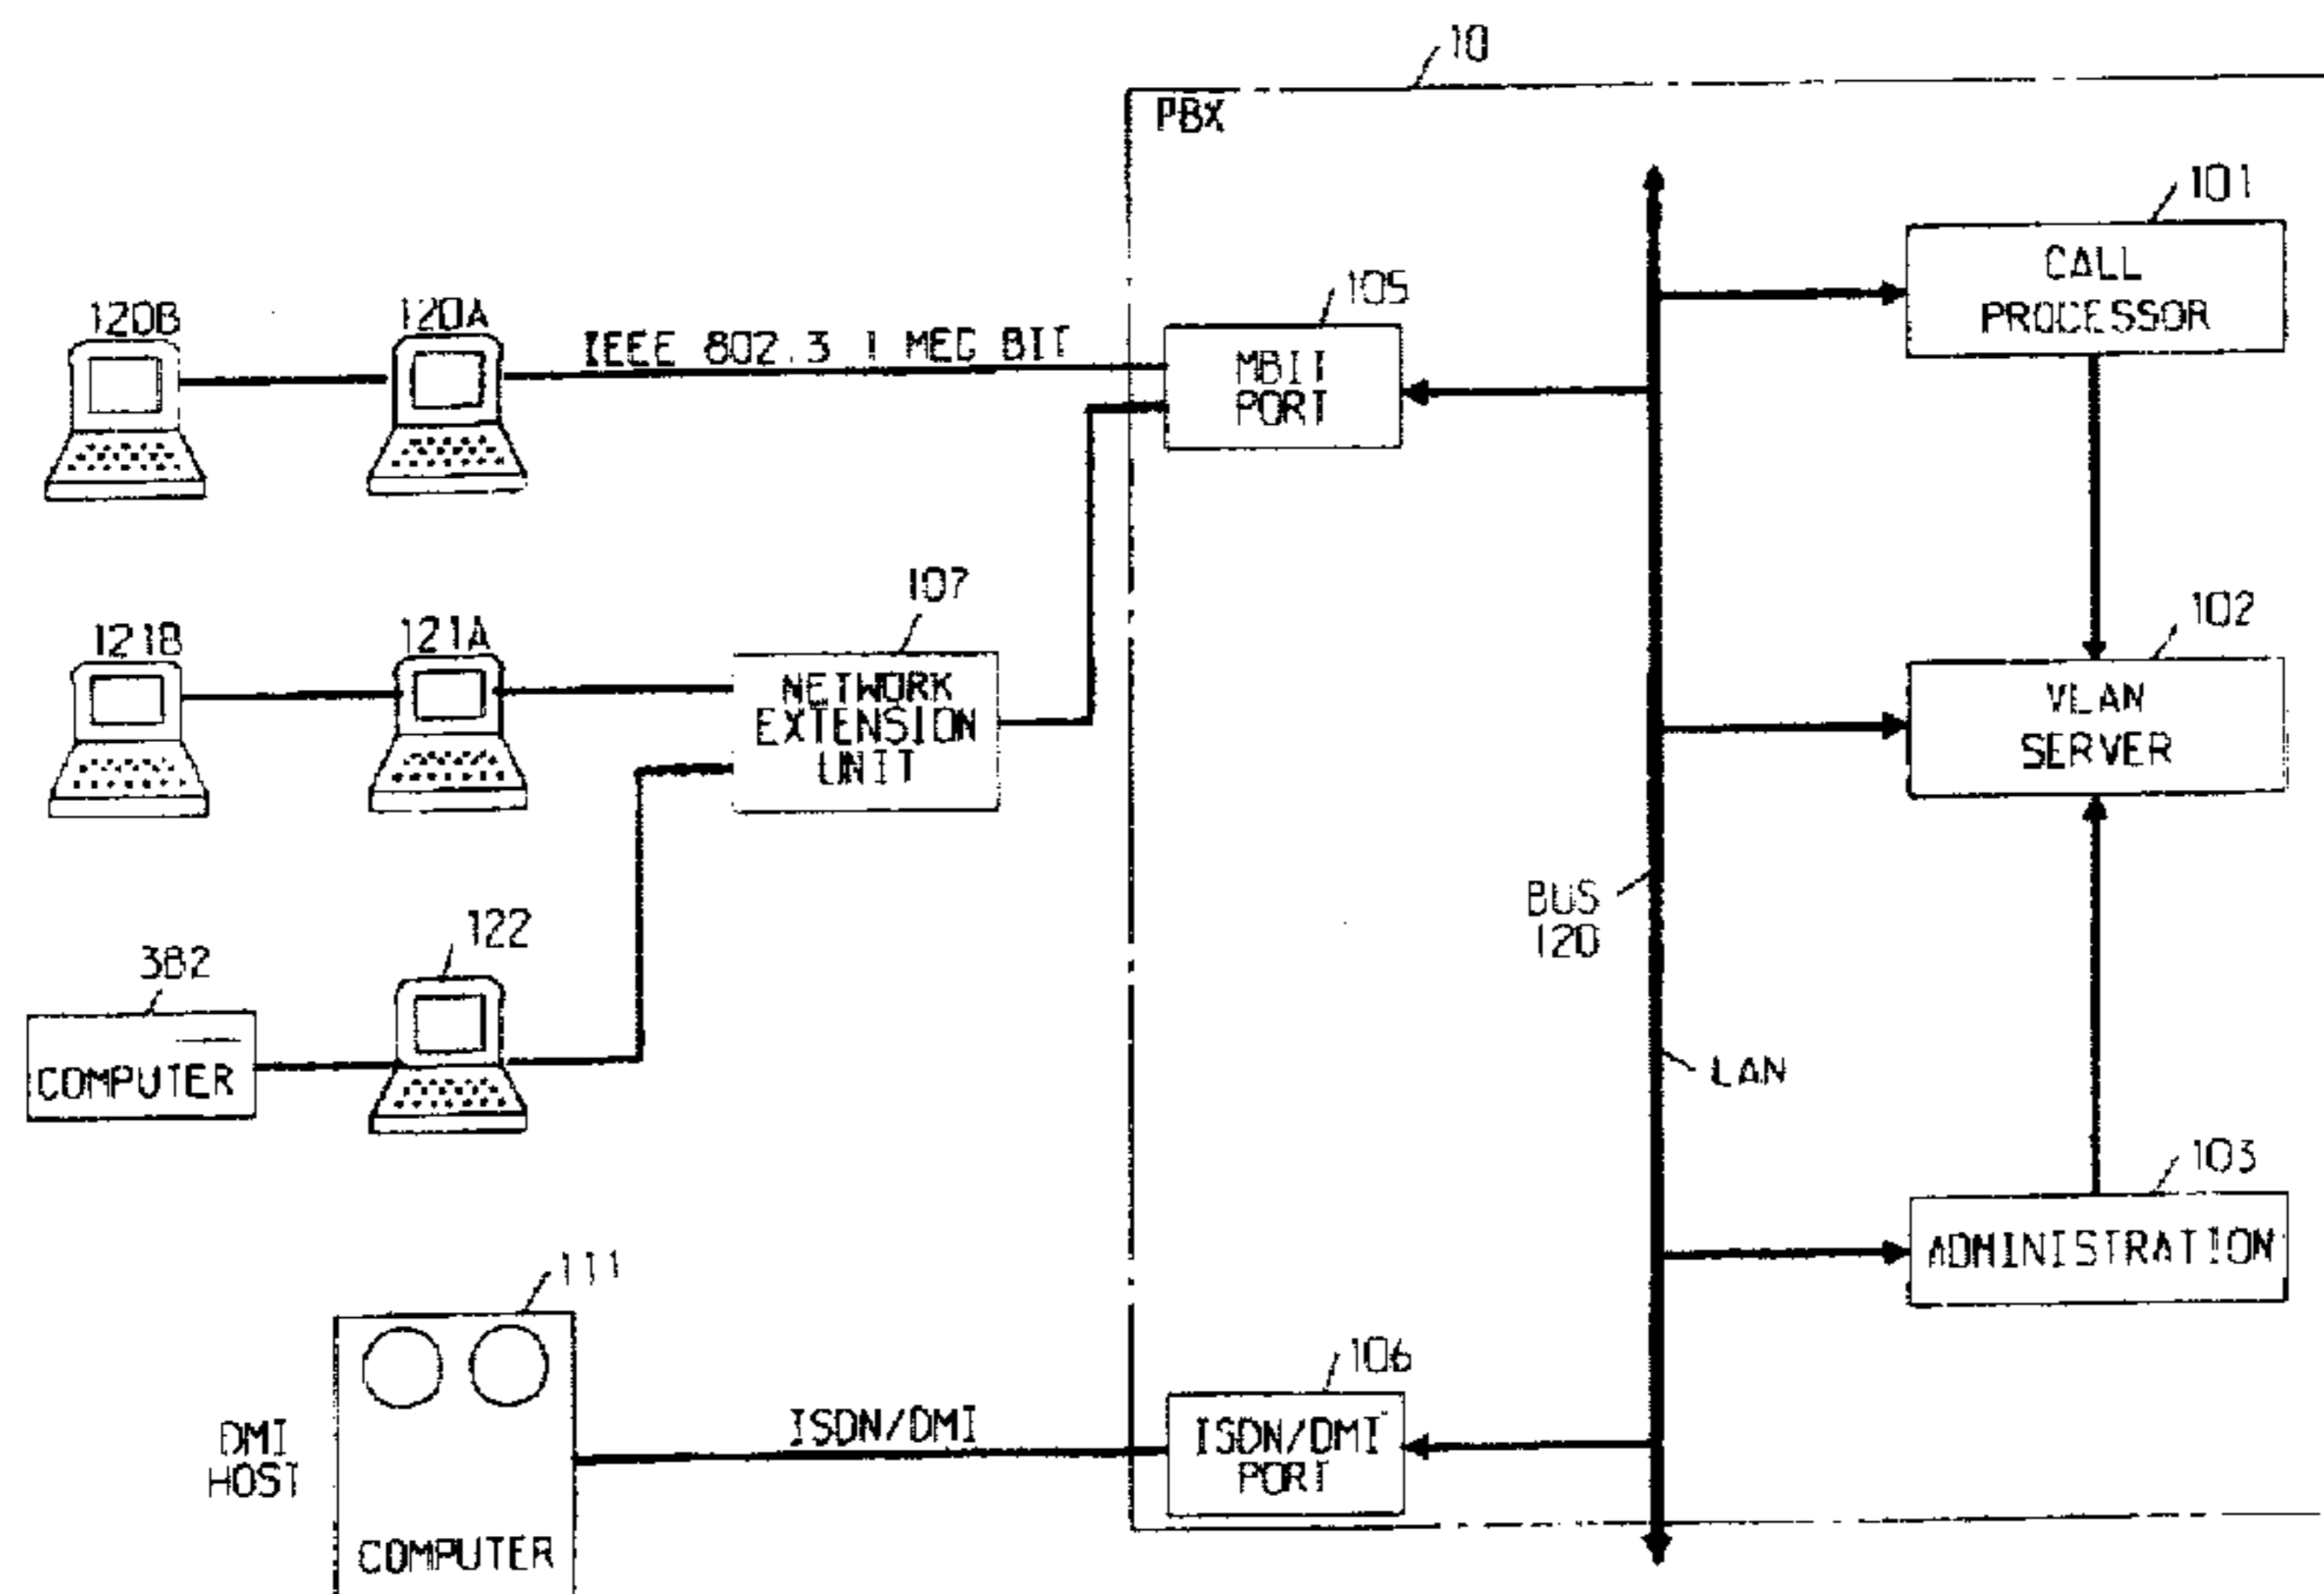 10
PBX
101
CALL
PROCESSOR
105
MBIT
PORT
120B
120A
IEEE 802.3 1 MEG BIT
107
NETWORK
EXTENSION
UNIT
121B
121A
102
VLAN
SERVER
BUS
120
LAN
122
382
COMPUTER
103
ADMINISTRATION
111
DMI
HOST
COMPUTER
ISDN/DMI
106
ISDN/DMI
PORT